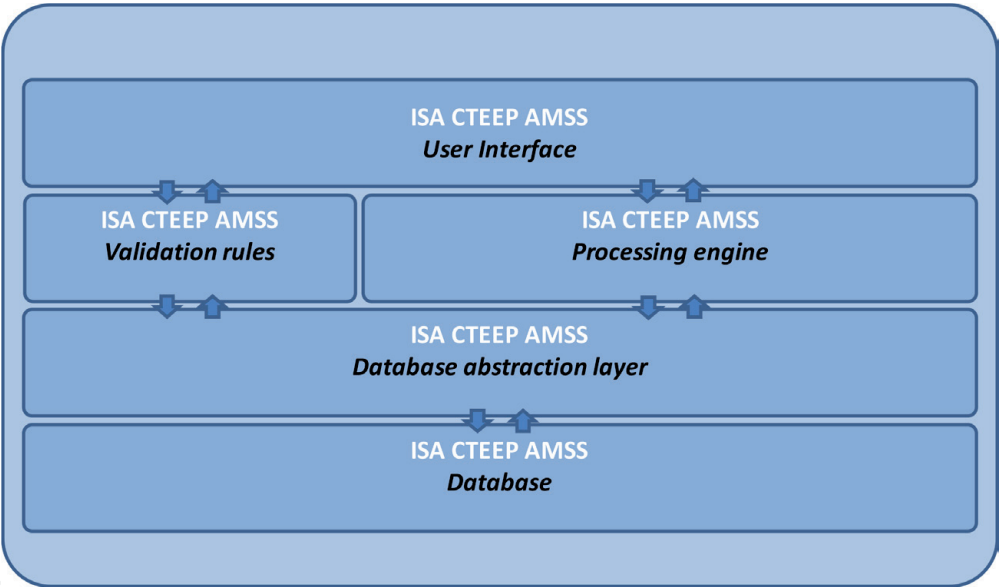 ISA CTEEP AMSS
User Interface
ISA CTEEP AMSS
Validation rules
ISA CTEEP AMSS
Processing engine
ISA CTEEP AMSS
Database abstraction layer
ISA CTEEP AMSS
Database